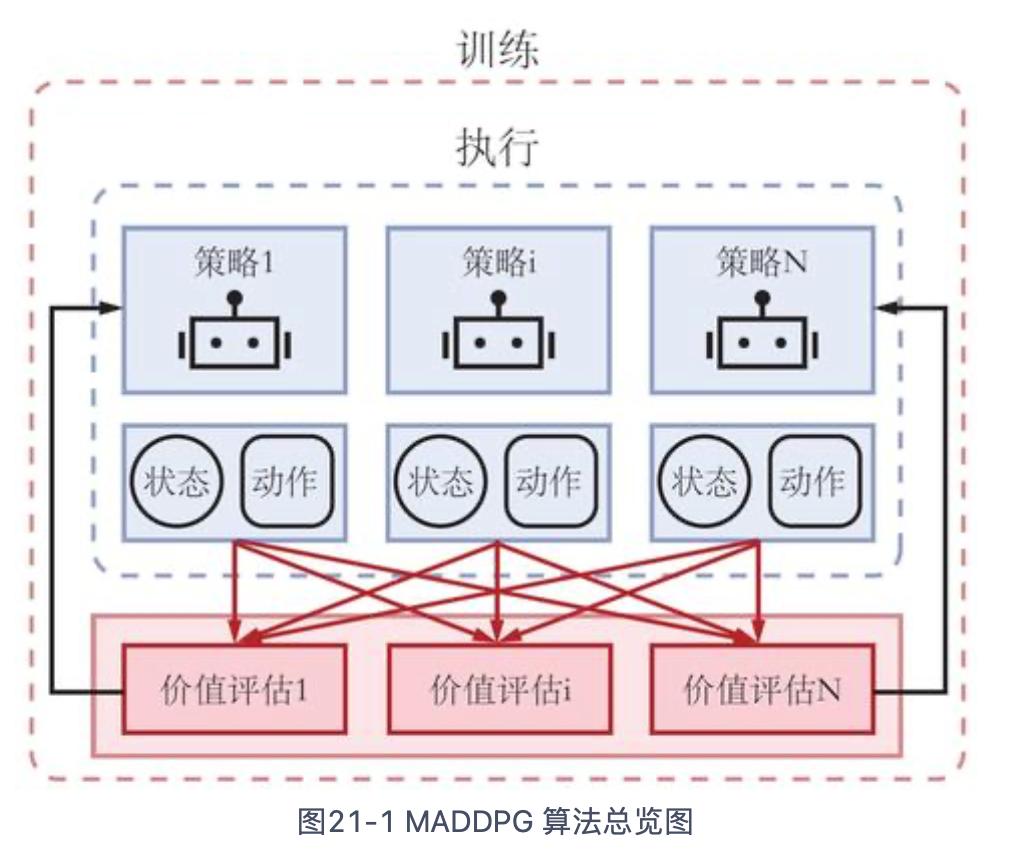 训练
执行
策略1 策略i 策略N
状态 动作 状态 动作 状态 动作
价值评估1 价值评估i 价值评估N
图21-1 MADDPG 算法总览图